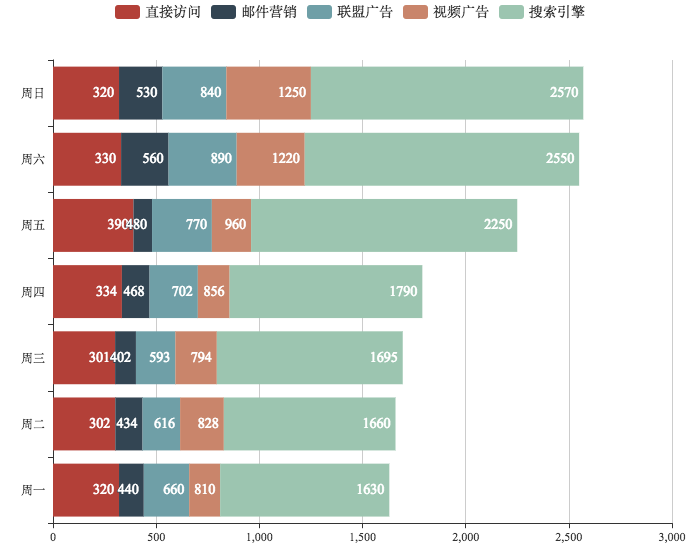 直接访问 邮件营销 联盟广告 视频广告 搜索引擎
周日 320 530 840 1250 2570
周六 330 560 890 1220 2550
周五 390 480 770 960 2250
周四 334 468 702 856 1790
周三 301 402 593 794 1695
周二 302 434 616 828 1660
周一 320 440 660 810 1630
0 500 1,000 1,500 2,000 2,500 3,000